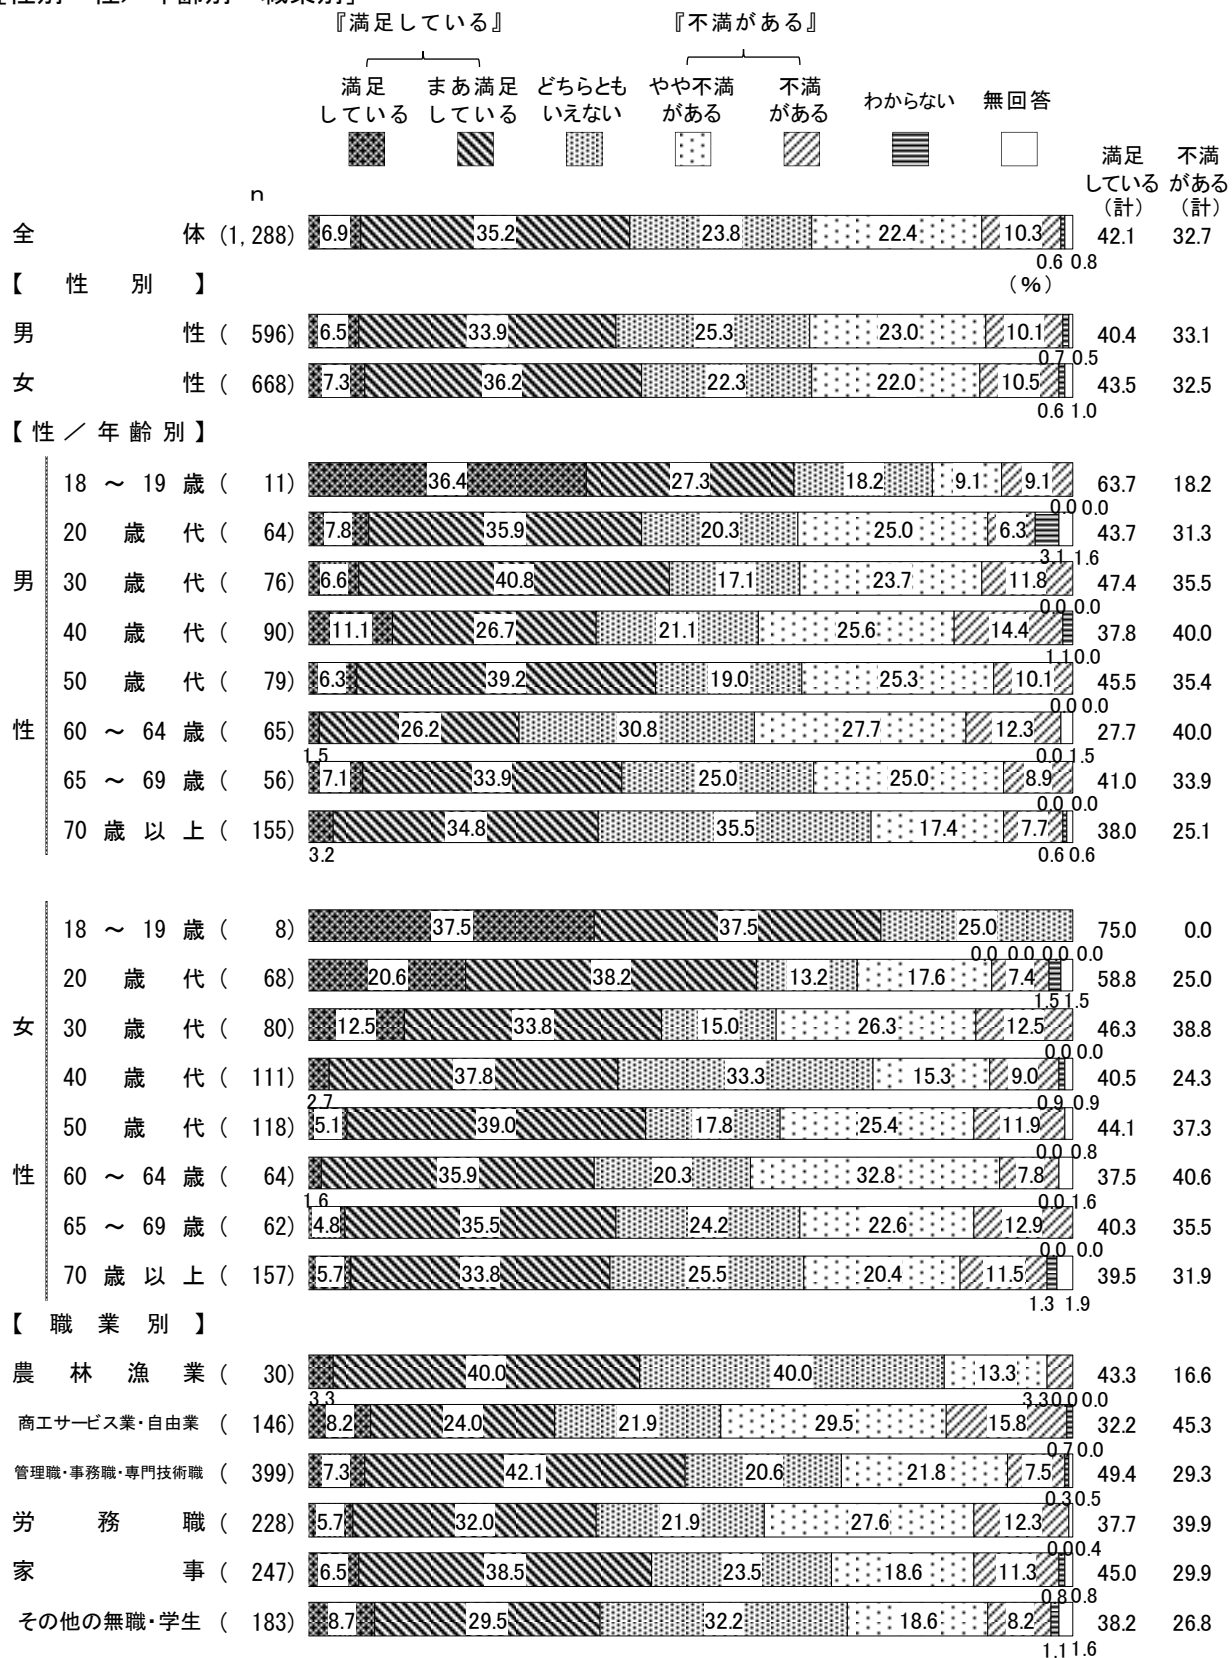 [性別・性／年齢別・職業別]
『満足している』 『不満がある』
満足 まあ満足 どちらとも やや不満 不満 わからない 無回答
している している いえない がある がある
満足 不満
している がある
（計） （計）
n
全体 (1,288) 6.9 35.2 23.8 22.4 10.3 42.1 32.7
0.6 0.8
【性別】 (%)
男性 ( 596) 6.5 33.9 25.3 23.0 10.1 40.4 33.1
0.7 0.5
女性 ( 668) 7.3 36.2 22.3 22.0 10.5 43.5 32.5
0.6 1.0
【性／年齢別】
18～19歳 ( 11) 36.4 27.3 18.2 9.1 9.1 63.7 18.2
0.0 0.0
20歳代 ( 64) 7.8 35.9 20.3 25.0 6.3 43.7 31.3
3.1 1.6
男 30歳代 ( 76) 6.6 40.8 17.1 23.7 11.8 47.4 35.5
0.0 0.0
40歳代 ( 90) 11.1 26.7 21.1 25.6 14.4 37.8 40.0
1.1 0.0
50歳代 ( 79) 6.3 39.2 19.0 25.3 10.1 45.5 35.4
0.0 0.0
性 60～64歳 ( 65) 26.2 30.8 27.7 12.3 27.7 40.0
1.5 0.0 1.5
65～69歳 ( 56) 7.1 33.9 25.0 25.0 8.9 41.0 33.9
0.0 0.0
70歳以上 ( 155) 34.8 35.5 17.4 7.7 38.0 25.1
3.2 0.6 0.6
18～19歳 ( 8) 37.5 37.5 25.0 75.0 0.0
0.0 0.0 0.0 0.0
20歳代 ( 68) 20.6 38.2 13.2 17.6 7.4 58.8 25.0
1.5 1.5
女 30歳代 ( 80) 12.5 33.8 15.0 26.3 12.5 46.3 38.8
0.0 0.0
40歳代 ( 111) 37.8 33.3 15.3 9.0 40.5 24.3
2.7 0.9 0.9
50歳代 ( 118) 5.1 39.0 17.8 25.4 11.9 44.1 37.3
0.0 0.8
性 60～64歳 ( 64) 35.9 20.3 32.8 7.8 37.5 40.6
1.6 0.0 1.6
65～69歳 ( 62) 4.8 35.5 24.2 22.6 12.9 40.3 35.5
0.0 0.0
70歳以上 ( 157) 5.7 33.8 25.5 20.4 11.5 39.5 31.9
1.3 1.9
【職業別】
農林漁業 ( 30) 40.0 40.0 13.3 43.3 16.6
3.3 3.3 0.0 0.0
商工サービス業・自由業 ( 146) 8.2 24.0 21.9 29.5 15.8 32.2 45.3
0.7 0.0
管理職・事務職・専門技術職 ( 399) 7.3 42.1 20.6 21.8 7.5 49.4 29.3
0.3 0.5
労務職 ( 228) 5.7 32.0 21.9 27.6 12.3 37.7 39.9
0.0 0.4
家事 ( 247) 6.5 38.5 23.5 18.6 11.3 45.0 29.9
0.8 0.8
その他の無職・学生 ( 183) 8.7 29.5 32.2 18.6 8.2 38.2 26.8
1.1 1.6